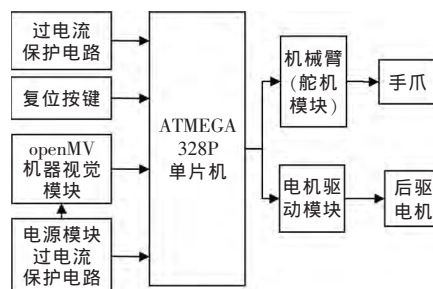 过电流
保护电路
复位按键
openMV
机器视觉
模块
电源模块
过电流
保护电路
ATMEGA
328P
单片机
机械臂
(舵机
模块)
手爪
电机驱
动模块
后驱
电机